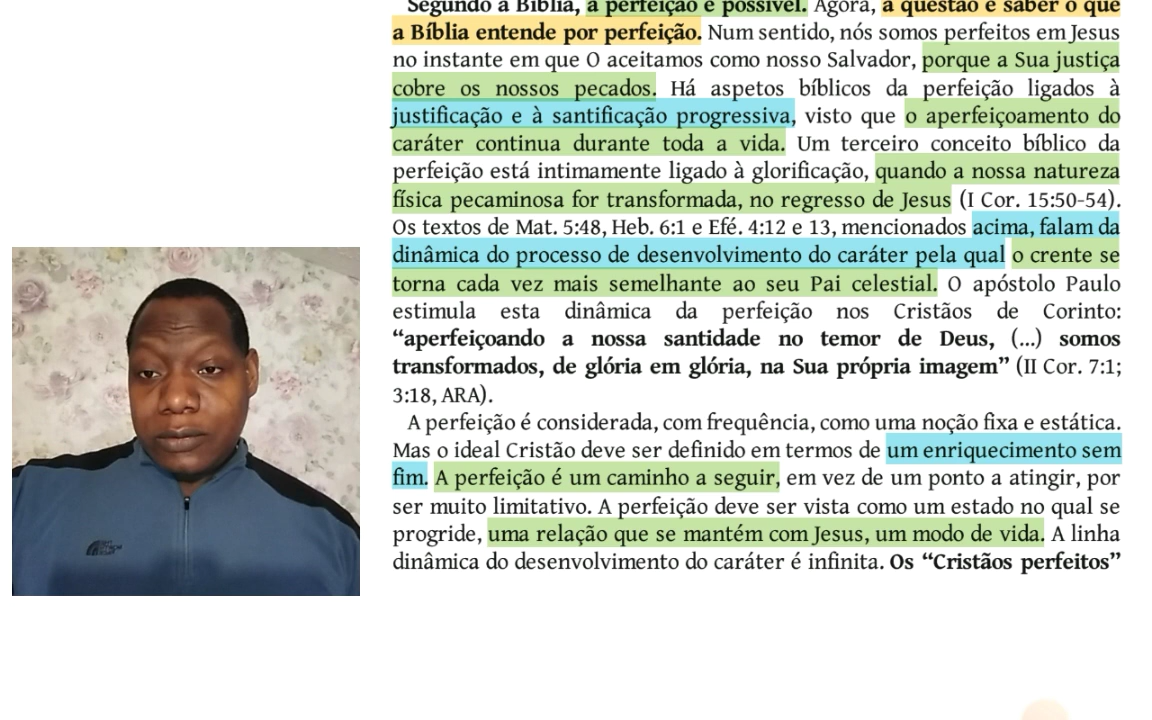 Segundo a Bíblia, a perfeição é possível. Agora, a questão é saber o que
a Bíblia entende por perfeição. Num sentido, nós somos perfeitos em Jesus
no instante em que O aceitamos como nosso Salvador, porque a Sua justiça
cobre os nossos pecados. Há aspetos bíblicos da perfeição ligados à
justificação e à santificação progressiva, visto que o aperfeiçoamento do
caráter continua durante toda a vida. Um terceiro conceito bíblico da
perfeição está intimamente ligado à glorificação, quando a nossa natureza
física pecaminosa for transformada, no regresso de Jesus (I Cor. 15:50-54).
Os textos de Mat. 5:48, Heb. 6:1 e Efé. 4:12 e 13, mencionados acima, falam da
dinâmica do processo de desenvolvimento do caráter pela qual o crente se
torna cada vez mais semelhante ao seu Pai celestial. O apóstolo Paulo
estimula esta dinâmica da perfeição nos Cristãos de Corinto:
“aperfeiçoando a nossa santidade no temor de Deus, (...) somos
transformados, de glória em glória, na Sua própria imagem” (II Cor. 7:1;
3:18, ARA).
A perfeição é considerada, com frequência, como uma noção fixa e estática.
Mas o ideal Cristão deve ser definido em termos de um enriquecimento sem
fim. A perfeição é um caminho a seguir, em vez de um ponto a atingir, por
ser muito limitativo. A perfeição deve ser vista como um estado no qual se
progride, uma relação que se mantém com Jesus, um modo de vida. A linha
dinâmica do desenvolvimento do caráter é infinita. Os “Cristãos perfeitos”